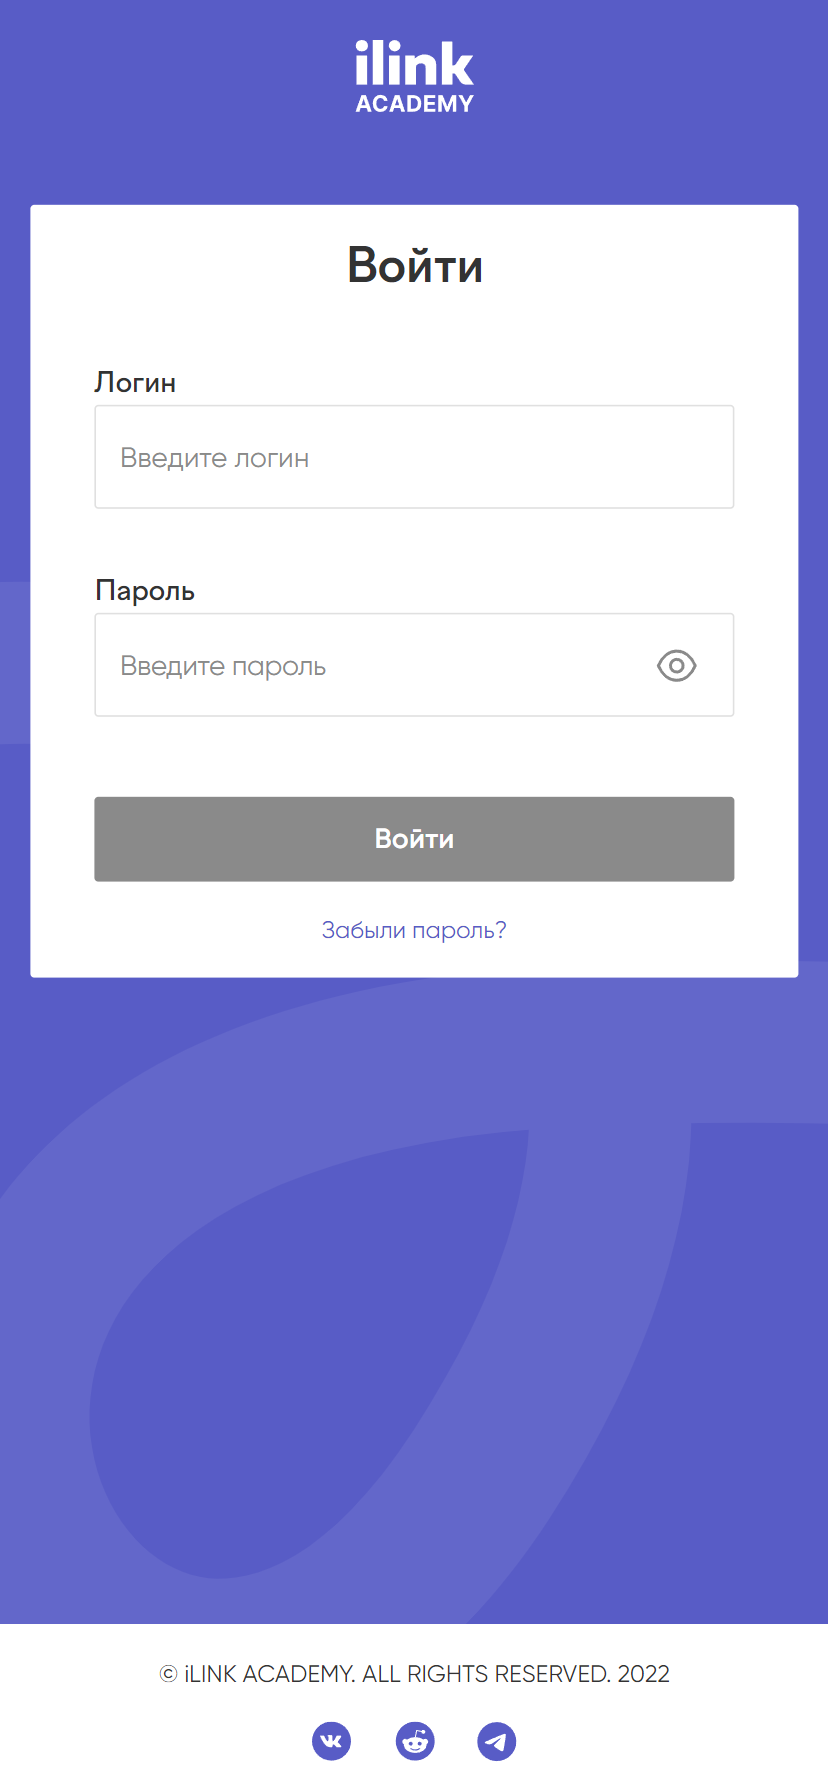 ilink
ACADEMY
Войти
Логин
Введите логин
Пароль
Введите пароль
Войти
Забыли пароль?
© iLINK ACADEMY. ALL RIGHTS RESERVED. 2022